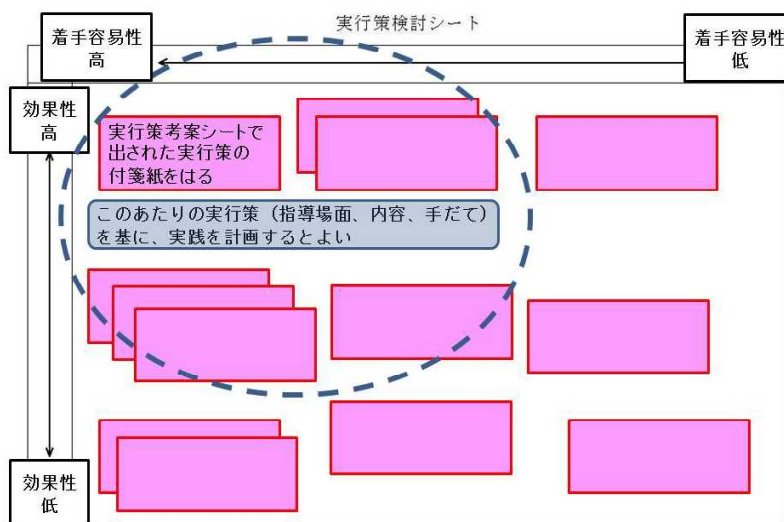 実行策検討シート
着手容易性
高
着手容易性
低
効果性
高
実行策考案シートで
出された実行策の
付箋紙をはる
このあたりの実行策（指導場面、内容、手だて）
を基に、実践を計画するとよい
効果性
低